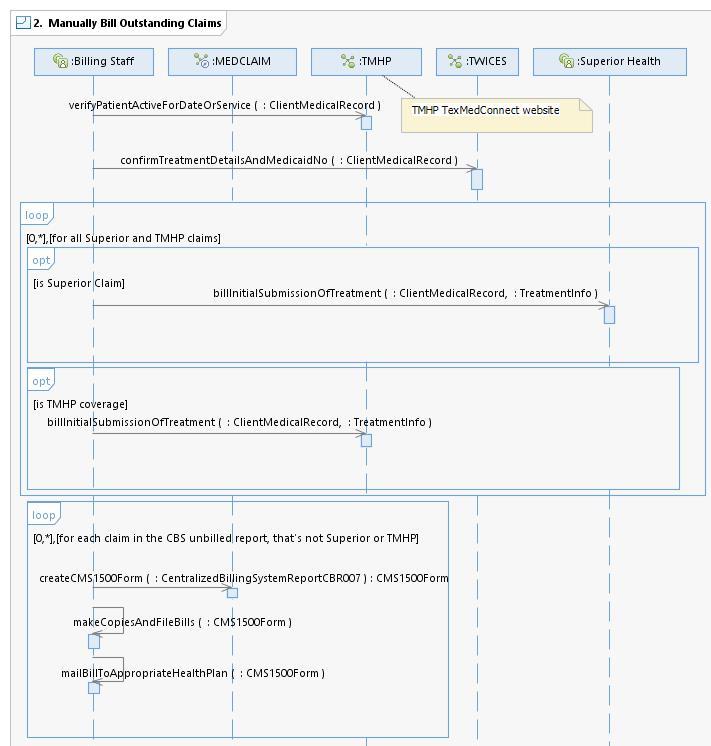 2. Manually Bill Outstanding Claims
:Billing Staff
:MEDCLAIM
:TMHP
:TWICES
:Superior Health
verifyPatientActiveForDateOrService ( : ClientMedicalRecord )
TMHP TexMedConnect website
confirmTreatmentDetailsAndMedicaidNo ( : ClientMedicalRecord )
loop
[0,*],[for all Superior and TMHP claims]
opt
[is Superior Claim]
billInitialSubmissionOfTreatment ( : ClientMedicalRecord, : TreatmentInfo )
opt
[is TMHP coverage]
billInitialSubmissionOfTreatment ( : ClientMedicalRecord, : TreatmentInfo )
loop
[0,*],[for each claim in the CBS unbilled report, that's not Superior or TMHP]
createCMS1500Form ( : CentralizedBillingSystemReportCBR007 ) : CMS1500Form
makeCopiesAndFileBills ( : CMS1500Form )
mailBillToAppropriateHealthPlan ( : CMS1500Form )